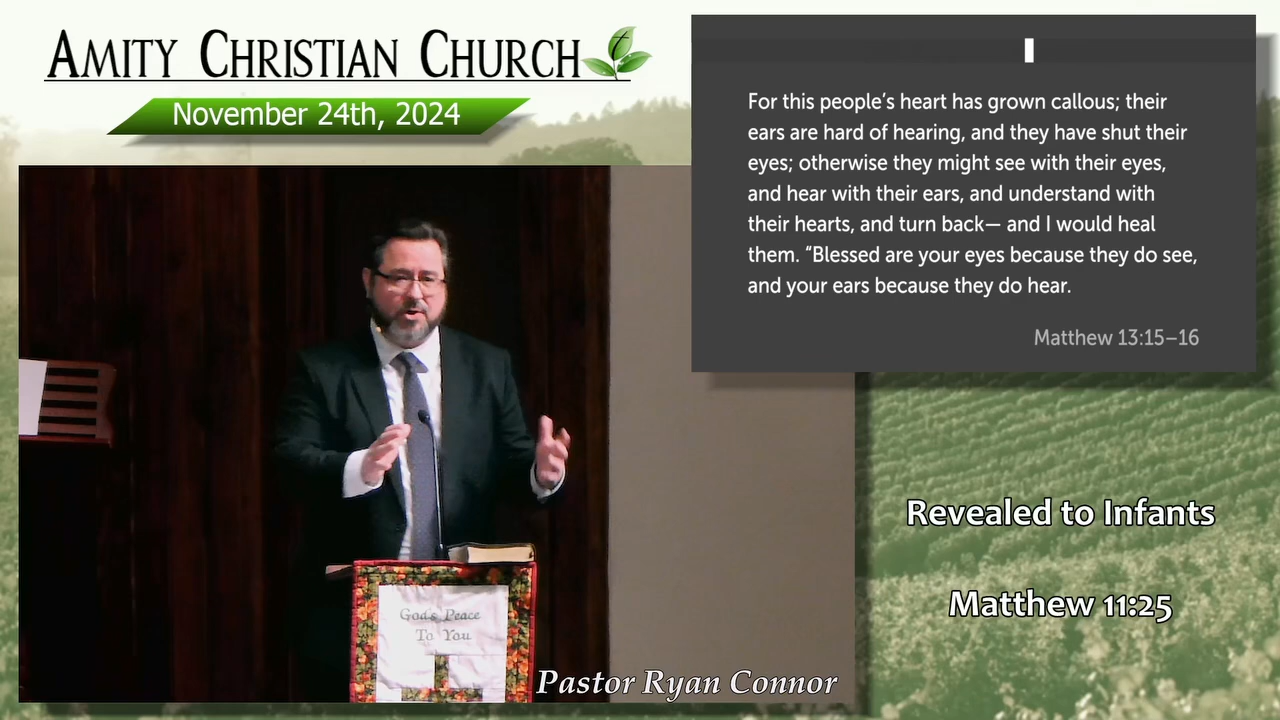 AMITY CHRISTIAN CHURCH
November 24th, 2024
For this people’s heart has grown callous; their
ears are hard of hearing, and they have shut their
eyes; otherwise they might see with their eyes,
and hear with their ears, and understand with
their hearts, and turn back— and I would heal
them. “Blessed are your eyes because they do see,
and your ears because they do hear.
Matthew 13:15–16
Revealed to Infants
Matthew 11:25
God's Peace
To You
Pastor Ryan Connor